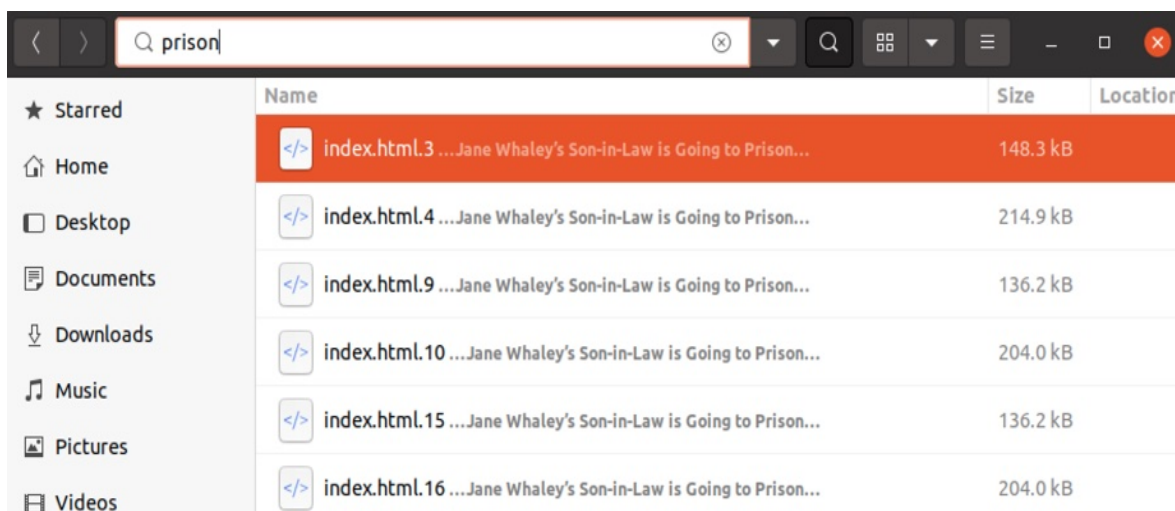 prison
Starred
Home
Desktop
Documents
Downloads
Music
Pictures
Videos
Name Size Location
</> index.html.3 ...Jane Whaley's Son-in-Law is Going to Prison... 148.3 kB
</> index.html.4 ...Jane Whaley's Son-in-Law is Going to Prison... 214.9 kB
</> index.html.9 ...Jane Whaley's Son-in-Law is Going to Prison... 136.2 kB
</> index.html.10 ...Jane Whaley's Son-in-Law is Going to Prison... 204.0 kB
</> index.html.15 ...Jane Whaley's Son-in-Law is Going to Prison... 136.2 kB
</> index.html.16 ...Jane Whaley's Son-in-Law is Going to Prison... 204.0 kB